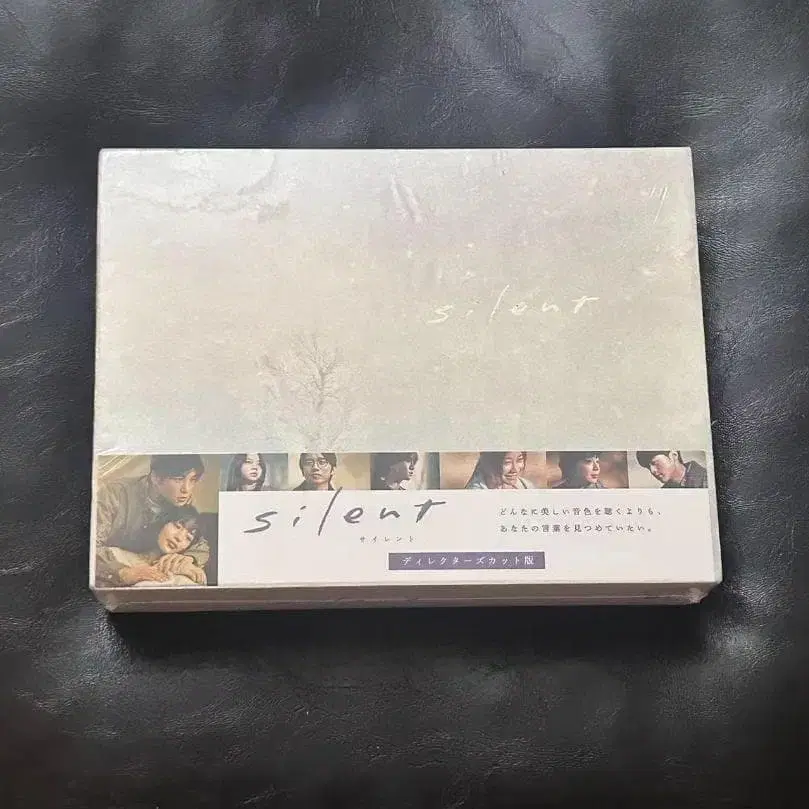 silent
silent
サイレント
どんなに美しい音色を聴くよりも、
あなたの言葉を見つめていたい。
ディレクターズカット版